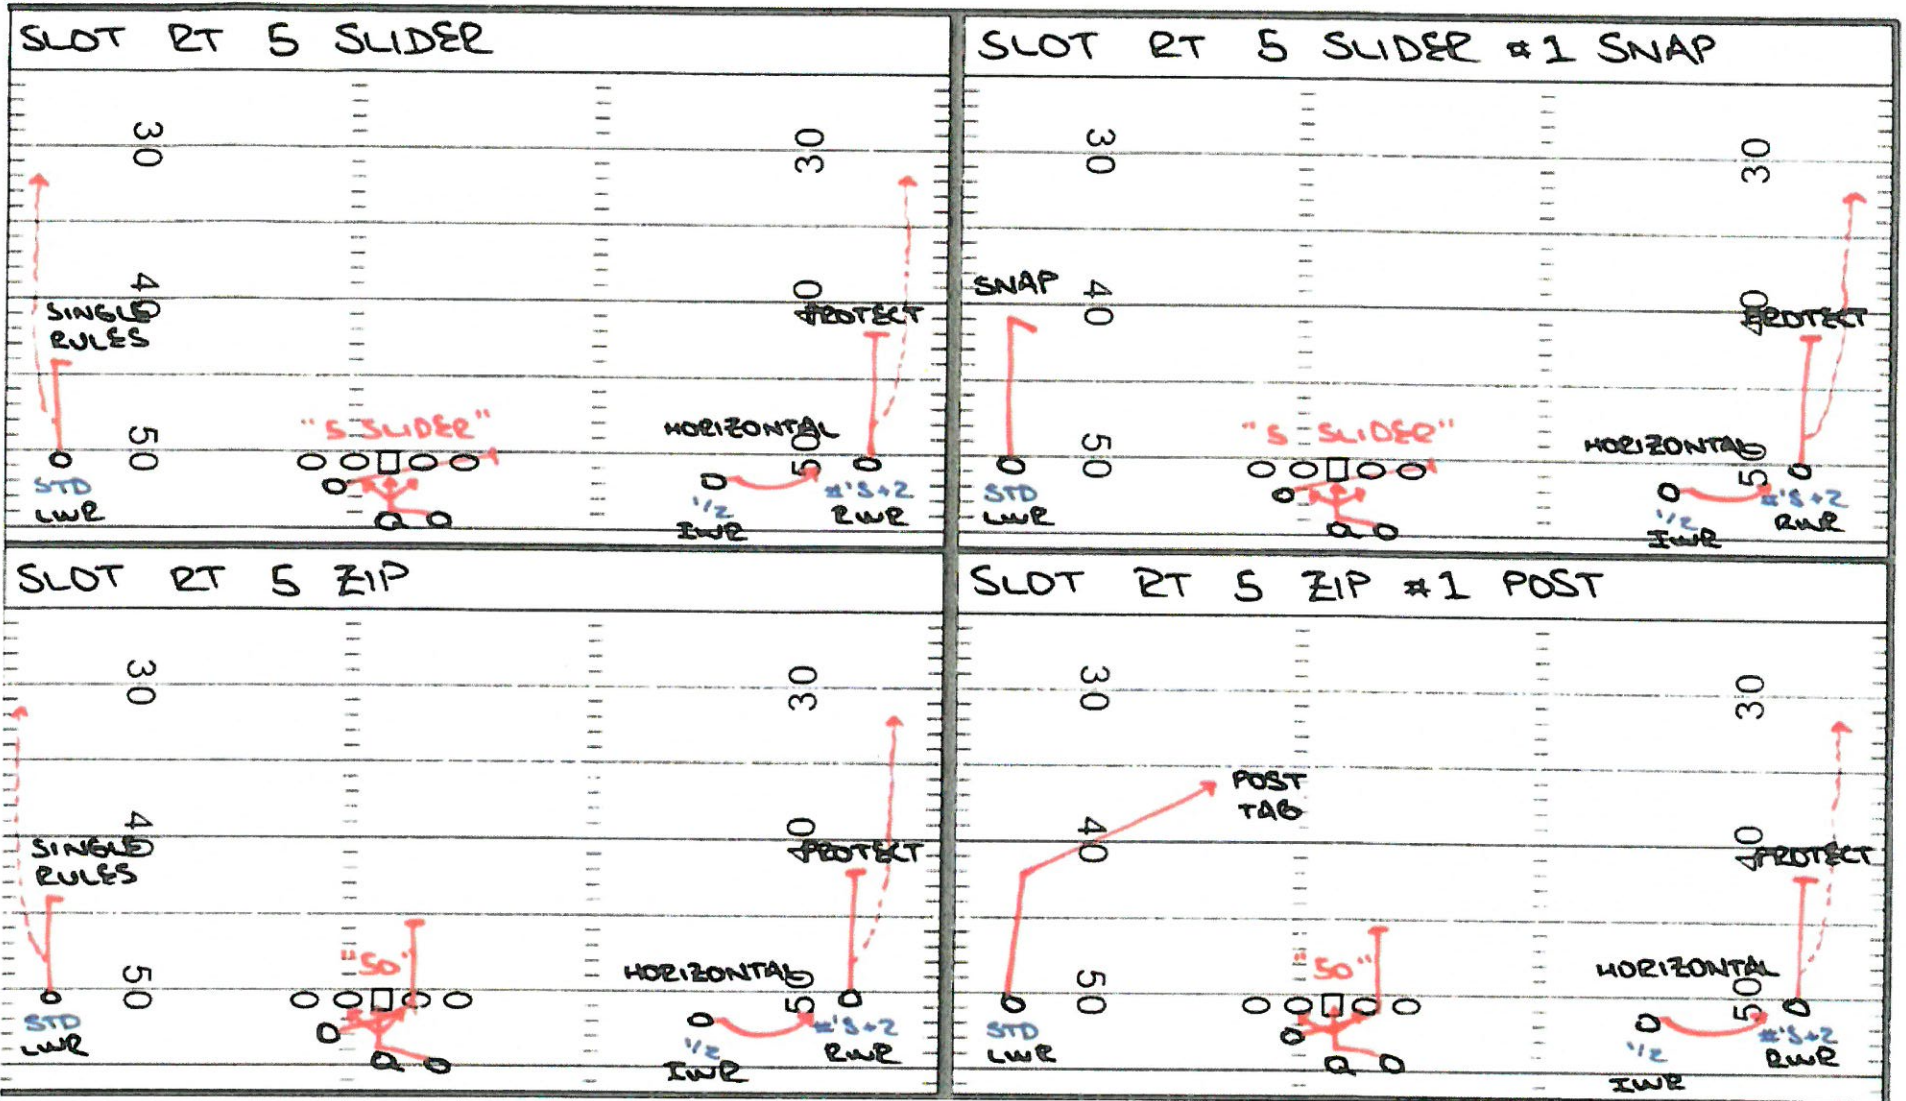 SLOT RT 5 SLIDER
30
30
40
40
SINGLE
RULES
PROTECT
"5 SLIDER"
HORIZONTAL
50
50
STD
LWR
1/2
IWR
#'S+2
RWR
Q
SLOT RT 5 SLIDER #1 SNAP
30
30
SNAP
40
40
PROTECT
"5 SLIDER"
HORIZONTAL
50
50
STD
LWR
1/2
IWR
#'S+2
RWR
Q
SLOT RT 5 ZIP
30
30
40
40
SINGLE
RULES
PROTECT
"50"
HORIZONTAL
50
50
STD
LWR
1/2
IWR
#'S+2
RWR
Q
SLOT RT 5 ZIP #1 POST
30
30
POST
TAG
40
40
PROTECT
"50"
HORIZONTAL
50
50
STD
LWR
1/2
IWR
#'S+2
RWR
Q